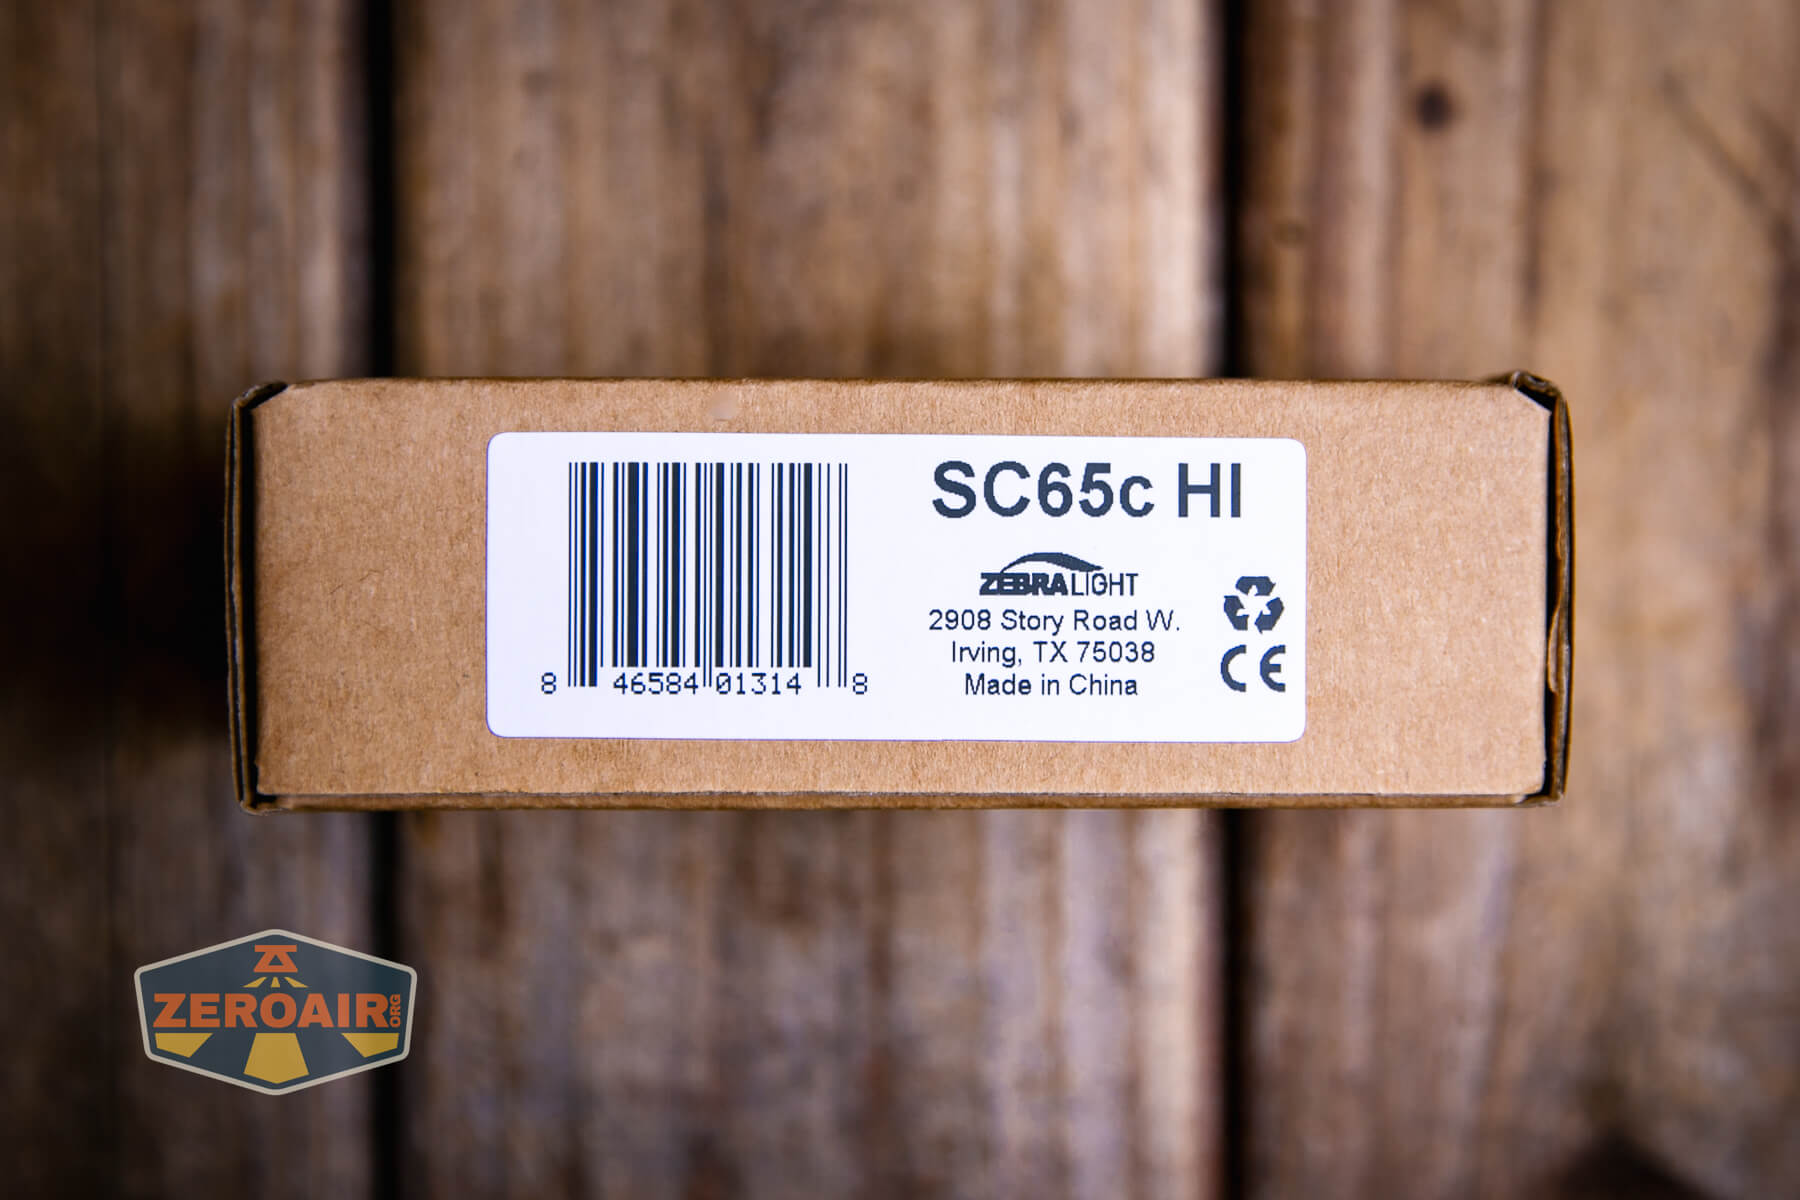 SC65c HI
ZEBRALIGHT
2908 Story Road W.
Irving, TX 75038
Made in China
CE
8 46584 01314 8
ZEROAIR.ORG